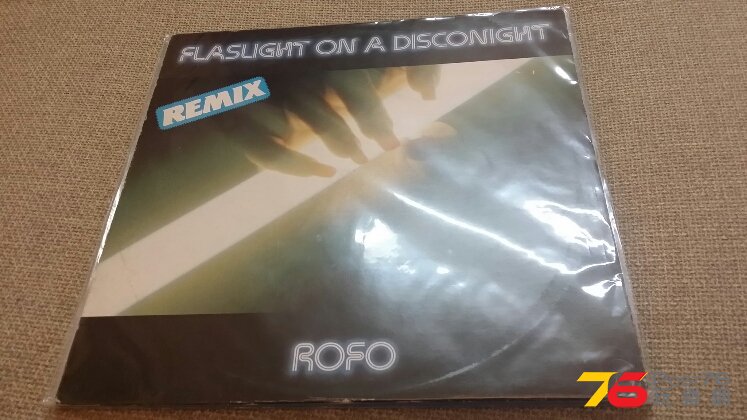 FLASLIGHT ON A DISCONIGHT
REMIX
ROFO
76